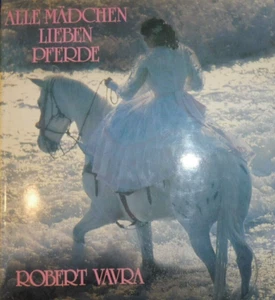 ALLE MÄDCHEN
LIEBEN
PFERDE
ROBERT VAVRA